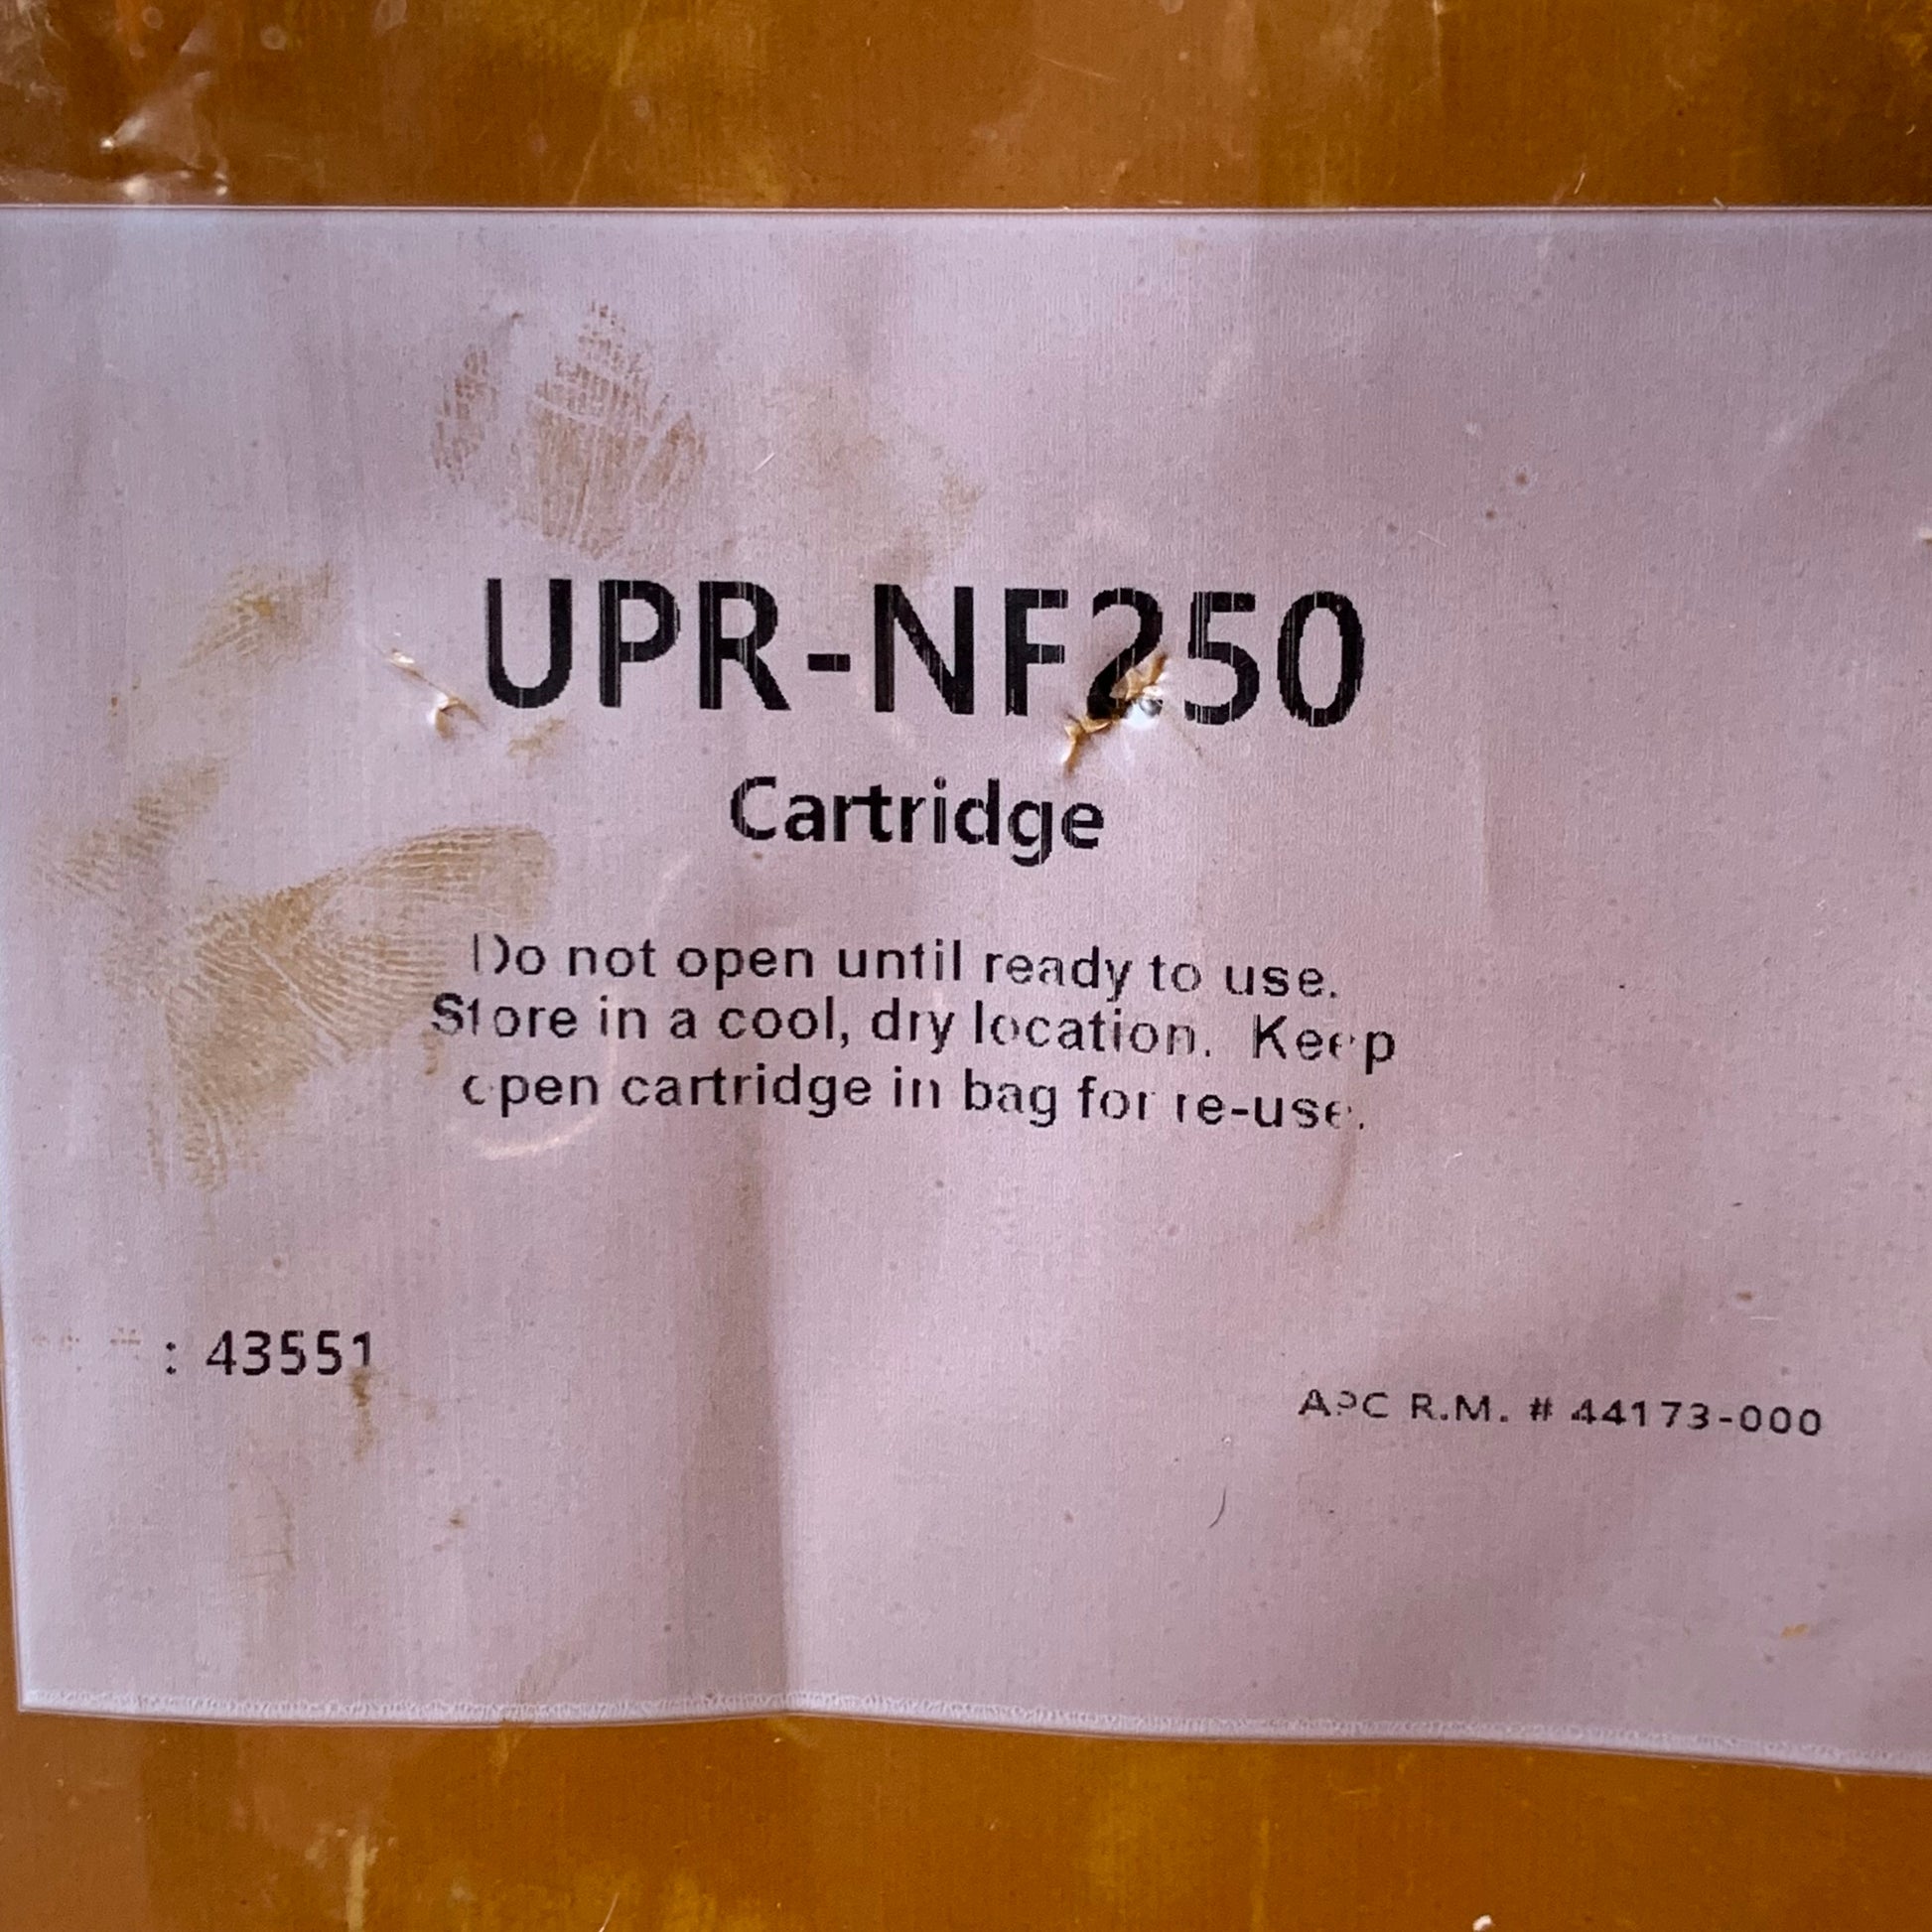 UPR-NF250
Cartridge
Do not open until ready to use.
Store in a cool, dry location. Keep
open cartridge in bag for re-use.
: 43551
APC R.M. # 44173-000